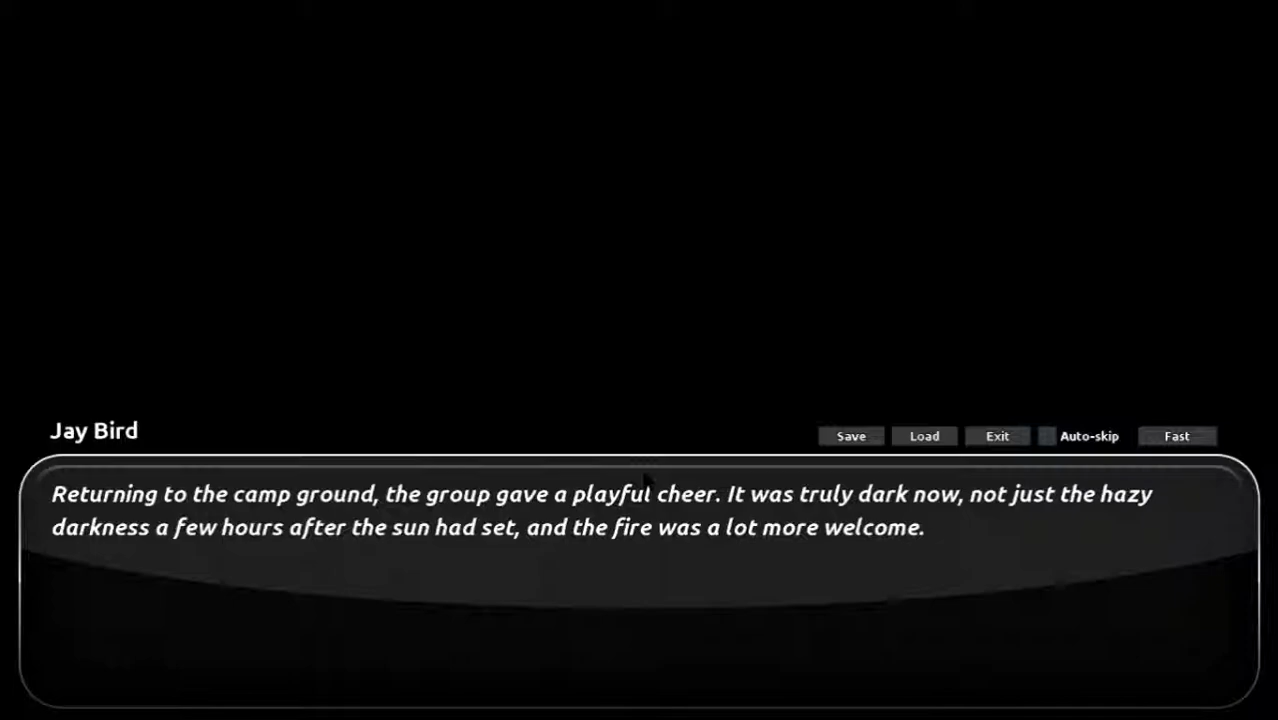 Jay Bird
Save Load Exit Auto-skip Fast
Returning to the camp ground, the group gave a playful cheer. It was truly dark now, not just the hazy
darkness a few hours after the sun had set, and the fire was a lot more welcome.